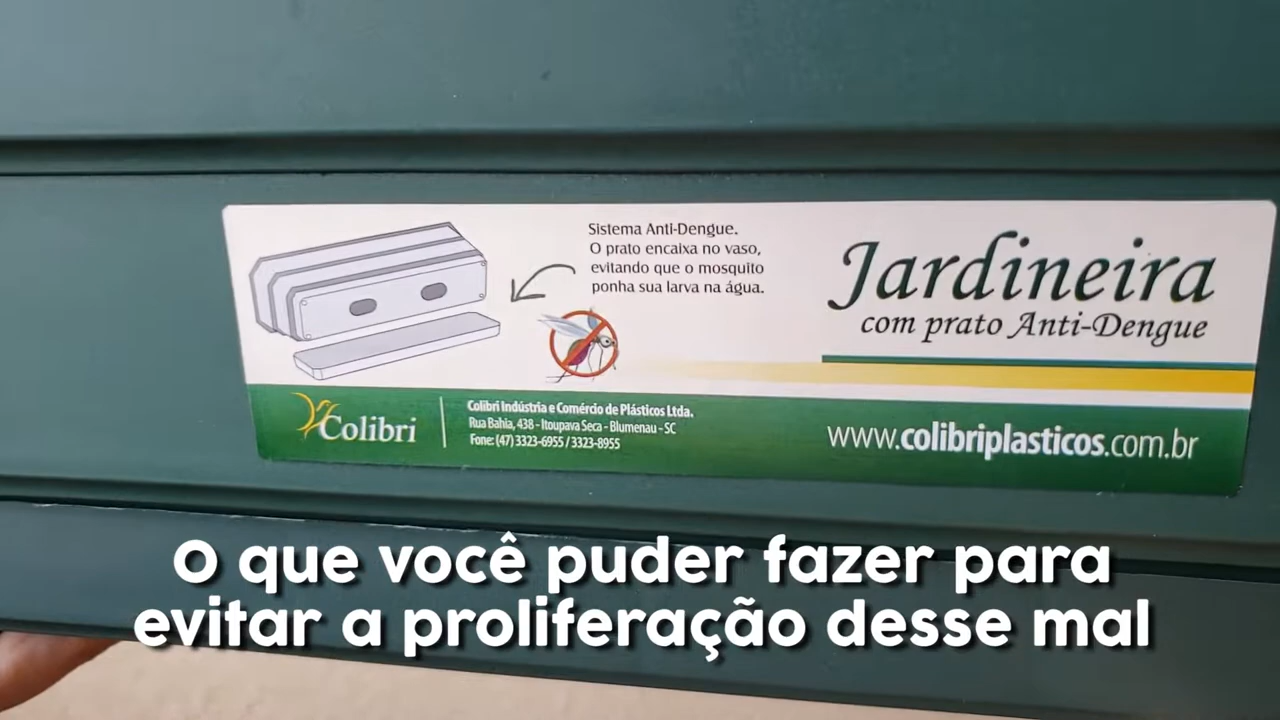 Sistema Anti-Dengue.
O prato encaixa no vaso,
evitando que o mosquito
ponha sua larva na água.
Jardineira
com prato Anti-Dengue
Colibri
Colibri Indústria e Comércio de Plásticos Ltda.
Rua Bahia, 438 - Itoupava Seca - Blumenau - SC
Fone: (47) 3323-6955 / 3323-8955
www.colibriplasticos.com.br
O que você puder fazer para
evitar a proliferação desse mal